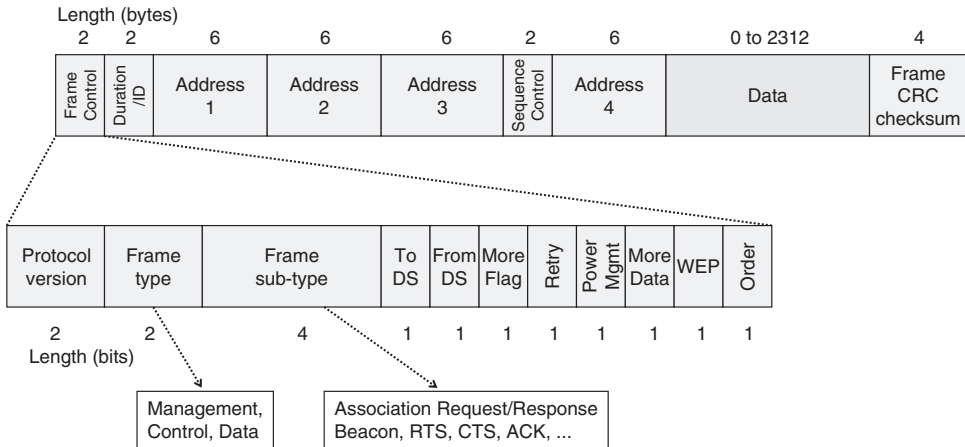 Length (bytes)
2 2 6 6 6 2 6 0 to 2312 4
Frame
Control
Duration
/ID
Address
1
Address
2
Address
3
Sequence
Control
Address
4
Data
Frame
CRC
checksum
Protocol
version
Frame
type
Frame
sub-type
To
DS
From
DS
More
Flag
Retry
Power
Mgmt
More
Data
WEP
Order
2 2 4 1 1 1 1 1 1 1 1
Length (bits)
Management,
Control, Data
Association Request/Response
Beacon, RTS, CTS, ACK, ...